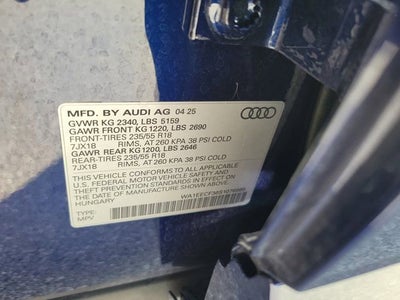 MFD. BY AUDI AG 04 25
GVWR KG 2340, LBS 5159
GAWR FRONT KG 1220, LBS 2690
FRONT-TIRES 235/55 R18
7JX18 RIMS, AT 260 KPA 38 PSI COLD
GAWR REAR KG1200, LBS 2646
REAR-TIRES 235/55 R18
7JX18 RIMS, AT 260 KPA 38 PSI COLD
THIS VEHICLE CONFORMS TO ALL APPLICABLE
U.S. FEDERAL MOTOR VEHICLE SAFETY AND
THEFT PREVENTION STANDARDS IN EFFECT ON
THE DATE OF MANUFACTURE SHOWN ABOVE
HUNGARY
TYPE:
MPV